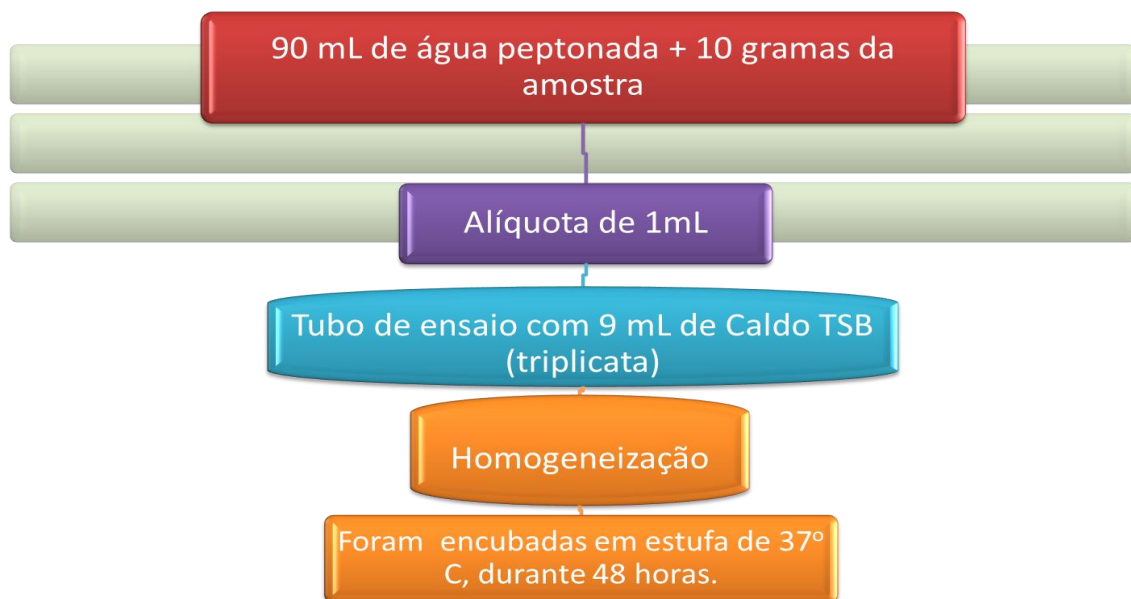 90 mL de água peptonada + 10 gramas da
amostra
Alíquota de 1mL
Tubo de ensaio com 9 mL de Caldo TSB
(triplicata)
Homogeneização
Foram encubadas em estufa de 37º
C, durante 48 horas.